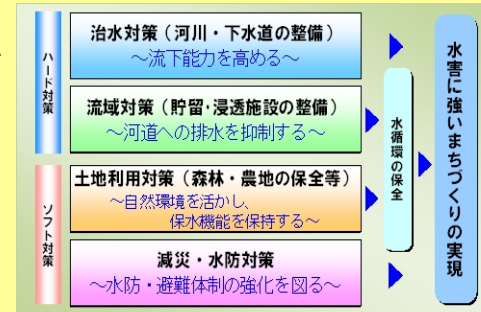 ハード対策
治水対策（河川・下水道の整備）
～流下能力を高める～
流域対策（貯留・浸透施設の整備）
～河道への排水を抑制する～
ソフト対策
土地利用対策（森林・農地の保全等）
～自然環境を活かし、
保水機能を保持する～
減災・水防対策
～水防・避難体制の強化を図る～
水循環の保全
水害に強いまちづくりの実現